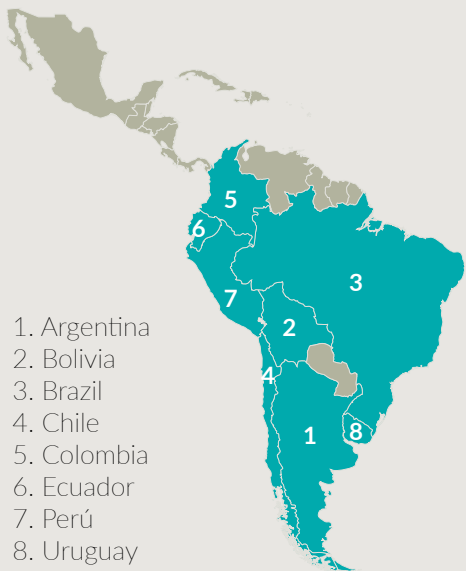 5
6
3
7
2
4
1
8
1. Argentina
2. Bolivia
3. Brazil
4. Chile
5. Colombia
6. Ecuador
7. Perú
8. Uruguay